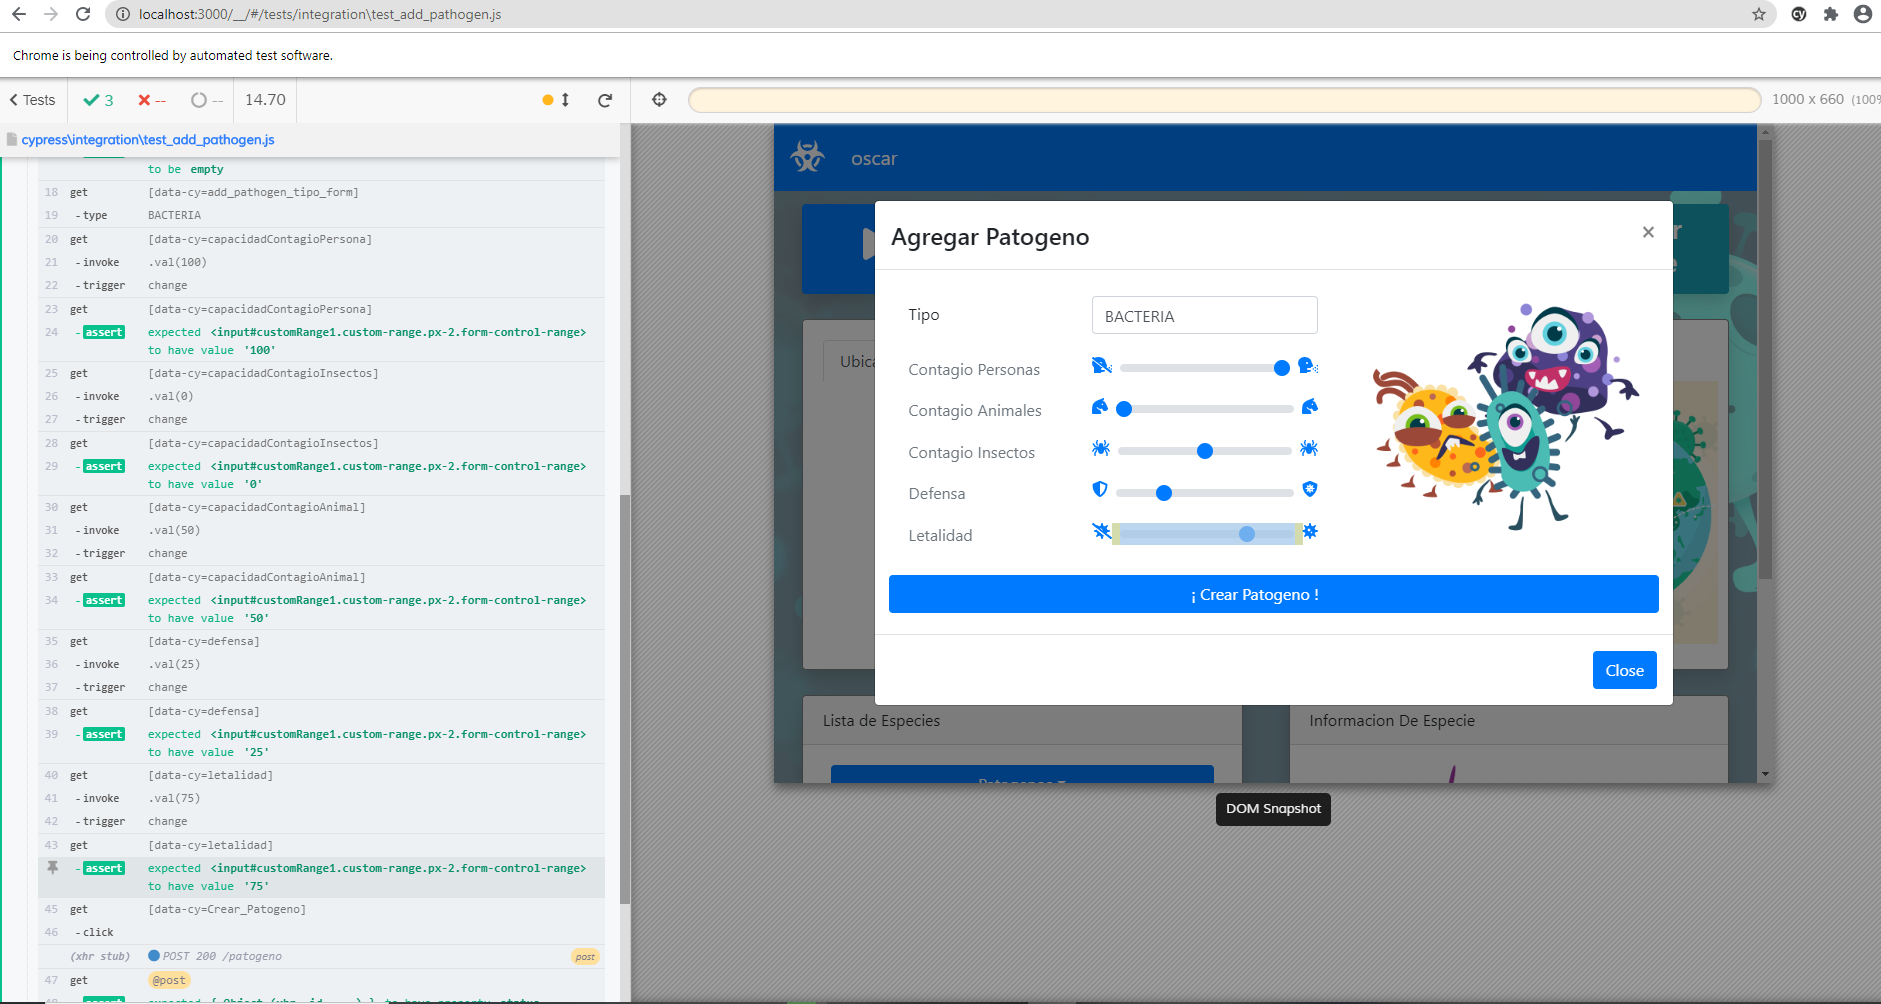 localhost:3000/__/#/tests/integration\test_add_pathogen.js
Chrome is being controlled by automated test software.
Tests 3 -- -- 14.70
1000 x 660 (100%
cypress\integration\test_add_pathogen.js
to be empty
18 get [data-cy=add_pathogen_tipo_form]
19 -type BACTERIA
20 get [data-cy=capacidadContagioPersona]
21 -invoke .val(100)
22 -trigger change
23 get [data-cy=capacidadContagioPersona]
24 -assert expected <input#customRange1.custom-range.px-2.form-control-range>
to have value '100'
25 get [data-cy=capacidadContagioInsectos]
26 -invoke .val(0)
27 -trigger change
28 get [data-cy=capacidadContagioInsectos]
29 -assert expected <input#customRange1.custom-range.px-2.form-control-range>
to have value '0'
30 get [data-cy=capacidadContagioAnimal]
31 -invoke .val(50)
32 -trigger change
33 get [data-cy=capacidadContagioAnimal]
34 -assert expected <input#customRange1.custom-range.px-2.form-control-range>
to have value '50'
35 get [data-cy=defensa]
36 -invoke .val(25)
37 -trigger change
38 get [data-cy=defensa]
39 -assert expected <input#customRange1.custom-range.px-2.form-control-range>
to have value '25'
40 get [data-cy=letalidad]
41 -invoke .val(75)
42 -trigger change
43 get [data-cy=letalidad]
-assert expected <input#customRange1.custom-range.px-2.form-control-range>
to have value '75'
45 get [data-cy=Crear_Patogeno]
46 -click
(xhr stub) POST 200 /patogeno post
47 get @post
oscar
Agregar Patogeno ×
Tipo BACTERIA
Contagio Personas
Contagio Animales
Contagio Insectos
Defensa
Letalidad
¡ Crear Patogeno !
Close
Ubica
Lista de Especies
Informacion De Especie
DOM Snapshot